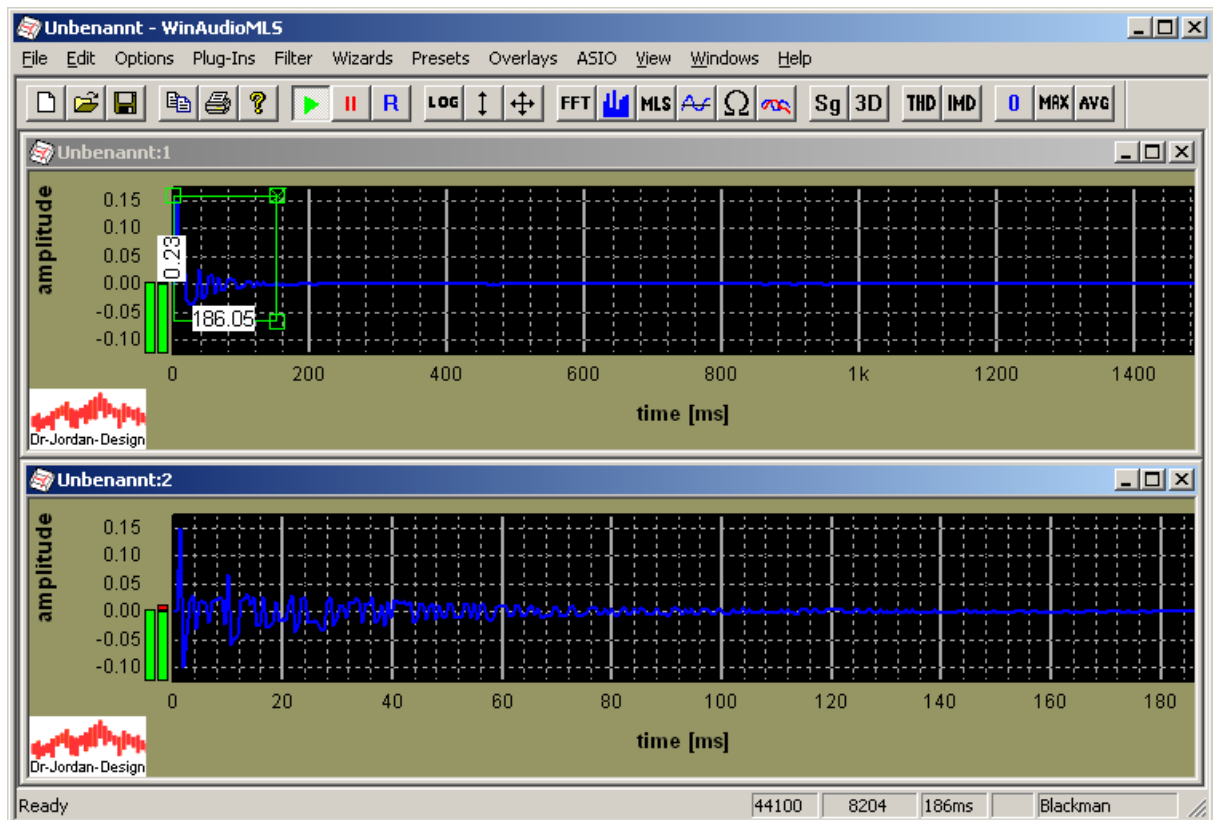 Unbenannt - WinAudioMLS
File Edit Options Plug-Ins Filter Wizards Presets Overlays ASIO View Windows Help
R LOG FFT MLS Ω Sg 3D THD IMD 0 MAX AVG
Unbenannt:1
amplitude
0.15
0.10
0.05
0.00
-0.05
-0.10
0.23
186.05
0 200 400 600 800 1k 1200 1400
time [ms]
Dr-Jordan-Design
Unbenannt:2
amplitude
0.15
0.10
0.05
0.00
-0.05
-0.10
0 20 40 60 80 100 120 140 160 180
time [ms]
Dr-Jordan-Design
Ready 44100 8204 186ms Blackman